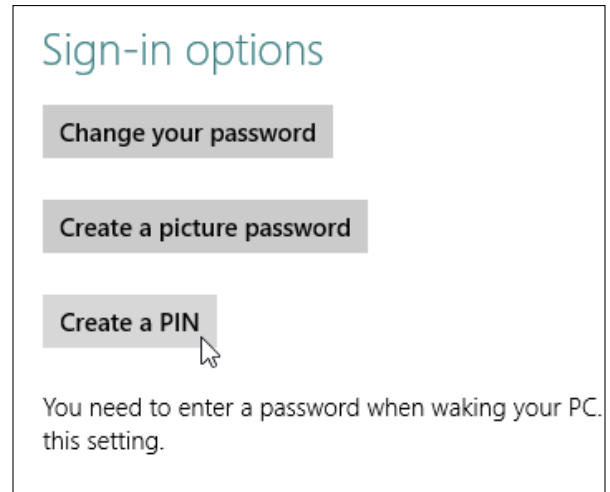 Sign-in options
Change your password
Create a picture password
Create a PIN
You need to enter a password when waking your PC.
this setting.